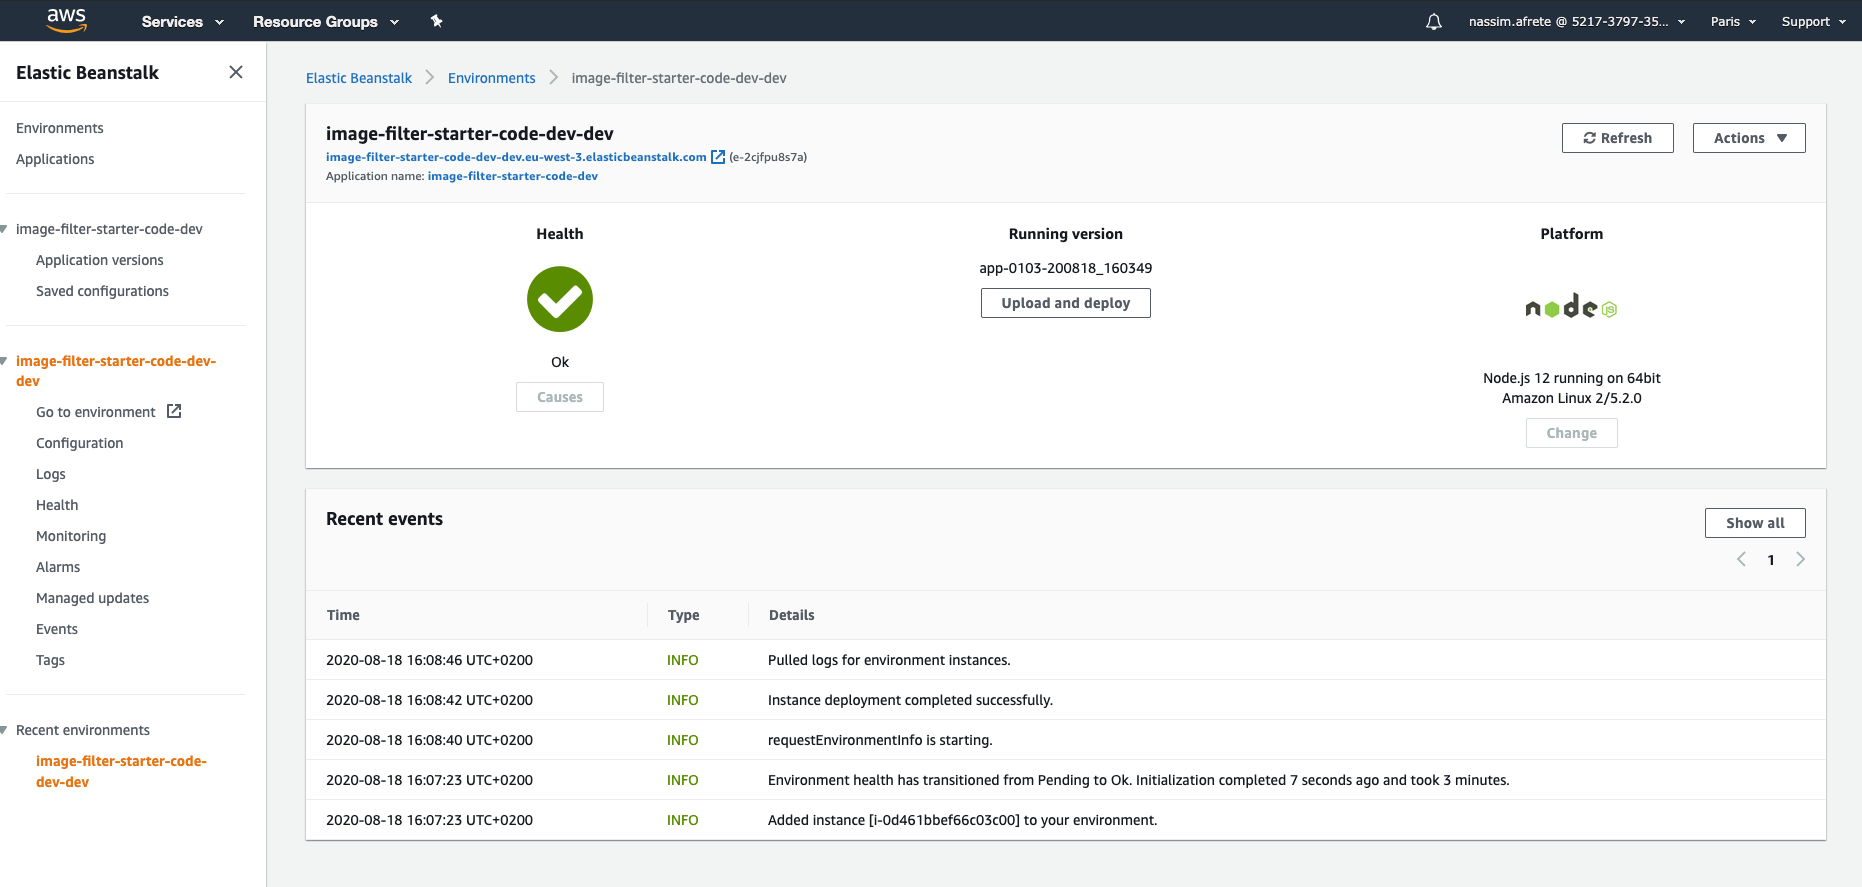 aws
Services
Resource Groups
nassim.afrete @ 5217-3797-35...
Paris
Support
Elastic Beanstalk
Environments
Applications
image-filter-starter-code-dev
Application versions
Saved configurations
image-filter-starter-code-dev-
dev
Go to environment
Configuration
Logs
Health
Monitoring
Alarms
Managed updates
Events
Tags
Recent environments
image-filter-starter-code-
dev-dev
Elastic Beanstalk
Environments
image-filter-starter-code-dev-dev
image-filter-starter-code-dev-dev
image-filter-starter-code-dev-dev.eu-west-3.elasticbeanstalk.com (e-2cjfpu8s7a)
Application name: image-filter-starter-code-dev
Refresh
Actions
Health
Ok
Causes
Running version
app-0103-200818_160349
Upload and deploy
Platform
node JS
Node.js 12 running on 64bit
Amazon Linux 2/5.2.0
Change
Recent events
Show all
1
Time Type Details
2020-08-18 16:08:46 UTC+0200 INFO Pulled logs for environment instances.
2020-08-18 16:08:42 UTC+0200 INFO Instance deployment completed successfully.
2020-08-18 16:08:40 UTC+0200 INFO requestEnvironmentInfo is starting.
2020-08-18 16:07:23 UTC+0200 INFO Environment health has transitioned from Pending to Ok. Initialization completed 7 seconds ago and took 3 minutes.
2020-08-18 16:07:23 UTC+0200 INFO Added instance [i-0d461bbef66c03c00] to your environment.